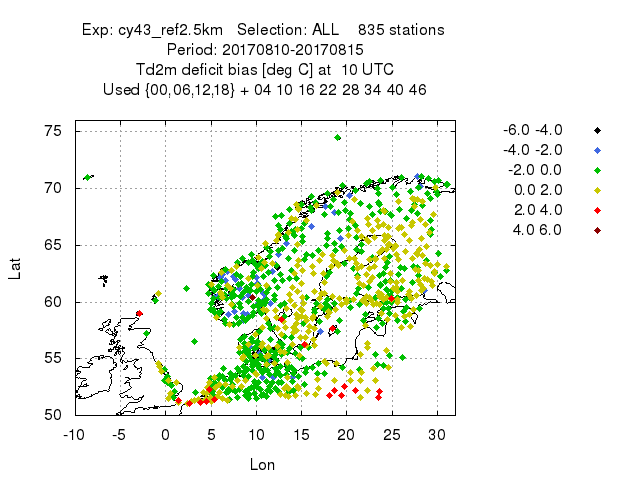 Exp: cy43_ref2.5km Selection: ALL 835 stations
Period: 20170810-20170815
Td2m deficit bias [deg C] at 10 UTC
Used {00,06,12,18} + 04 10 16 22 28 34 40 46
-6.0 -4.0
-4.0 -2.0
-2.0 0.0
0.0 2.0
2.0 4.0
4.0 6.0
75
70
65
60
55
50
Lat
-10 -5 0 5 10 15 20 25 30
Lon